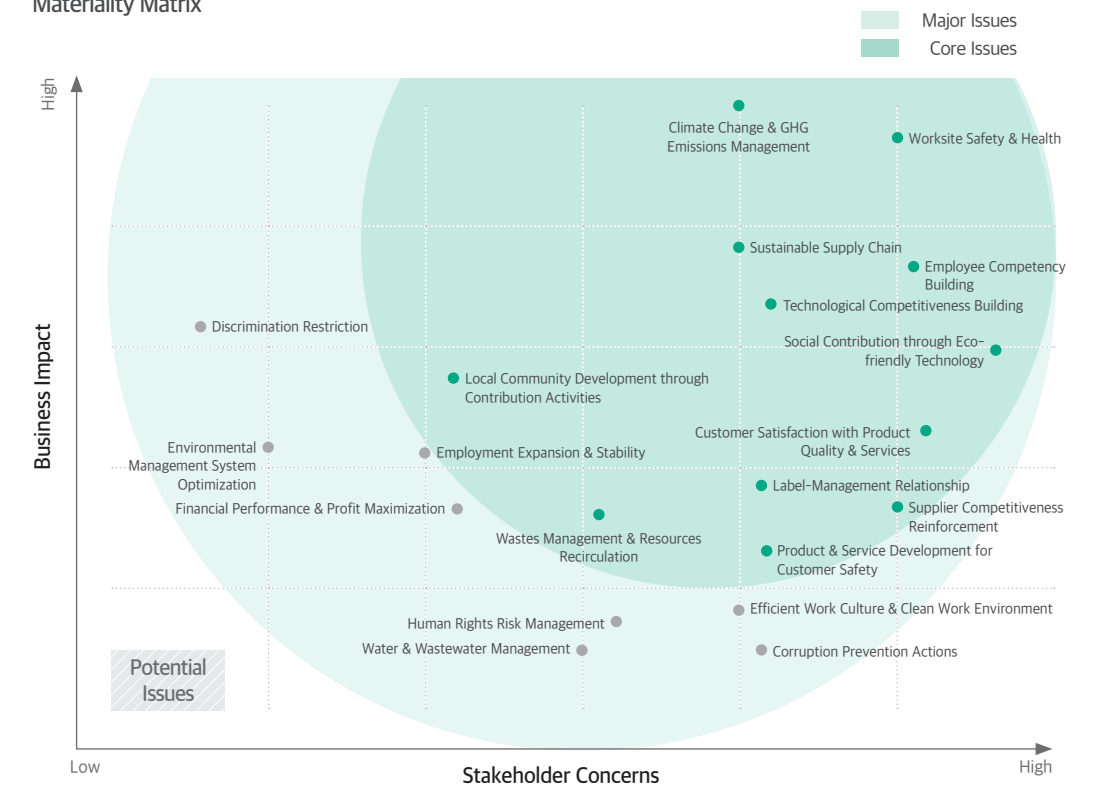 Materiality Matrix
Major Issues
Core Issues
High
Climate Change & GHG
Emissions Management
Worksite Safety & Health
Sustainable Supply Chain
Employee Competency
Building
Technological Competitiveness Building
Discrimination Restriction
Social Contribution through Eco-
friendly Technology
Local Community Development through
Contribution Activities
Business Impact
Customer Satisfaction with Product
Quality & Services
Environmental
Management System
Optimization
Employment Expansion & Stability
Label-Management Relationship
Financial Performance & Profit Maximization
Supplier Competitiveness
Reinforcement
Wastes Management & Resources
Recirculation
Product & Service Development for
Customer Safety
Efficient Work Culture & Clean Work Environment
Human Rights Risk Management
Water & Wastewater Management
Corruption Prevention Actions
Potential
Issues
Low
Stakeholder Concerns
High